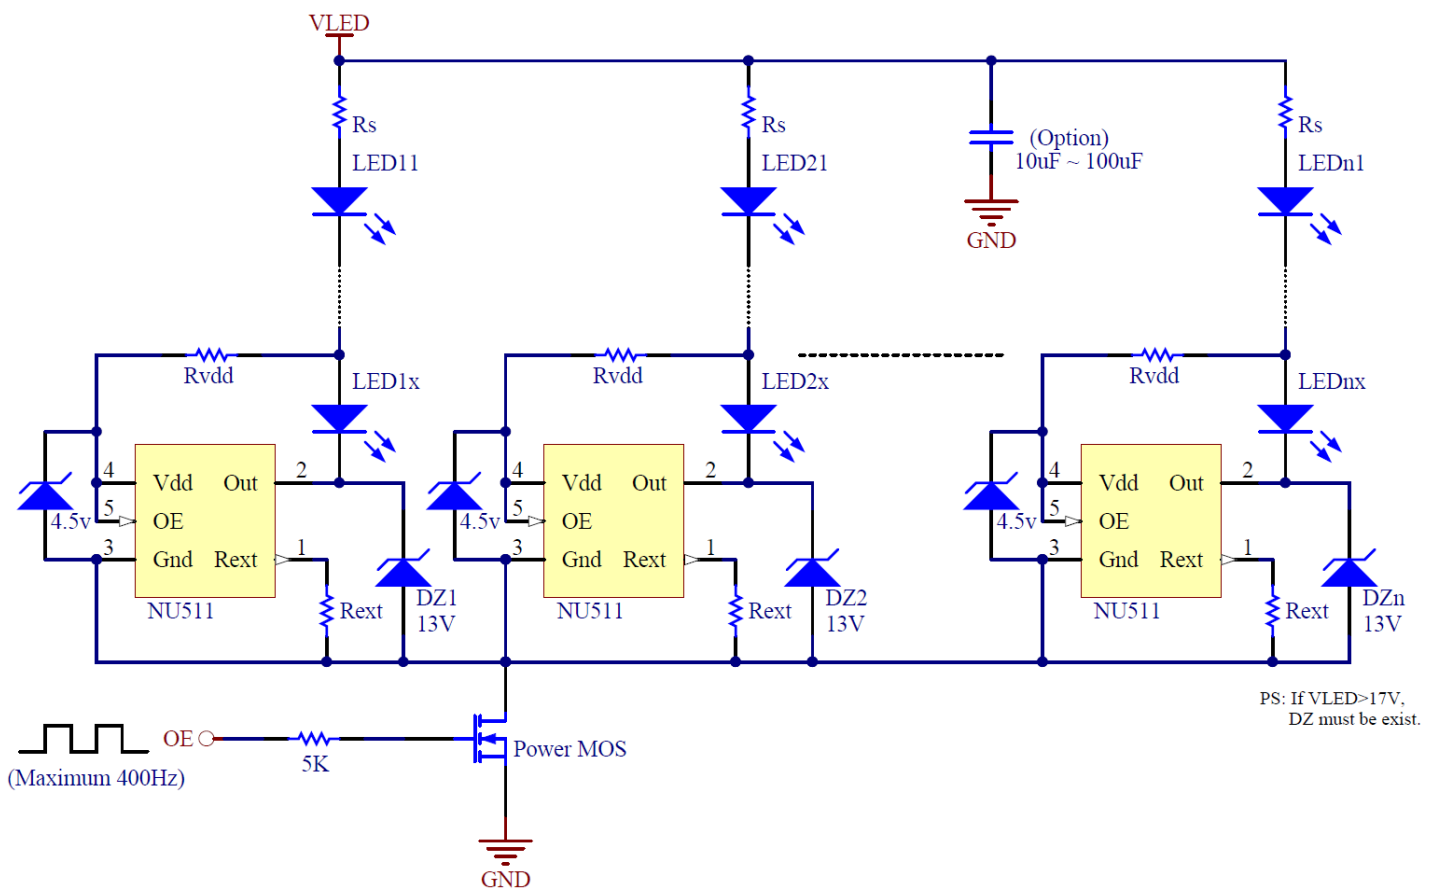 VLED
Rs
Rs
Rs
(Option)
10uF ~ 100uF
LED11
LED21
LEDn1
GND
Rvdd
Rvdd
Rvdd
LED1x
LED2x
LEDnx
4 Vdd Out 2
4.5v 5 OE
3 Gnd Rext 1
NU511
Rext
DZ1
13V
4 Vdd Out 2
4.5v 5 OE
3 Gnd Rext 1
NU511
Rext
DZ2
13V
4 Vdd Out 2
4.5v 5 OE
3 Gnd Rext 1
NU511
Rext
DZn
13V
PS: If VLED>17V,
DZ must be exist.
OE
5K
Power MOS
(Maximum 400Hz)
GND